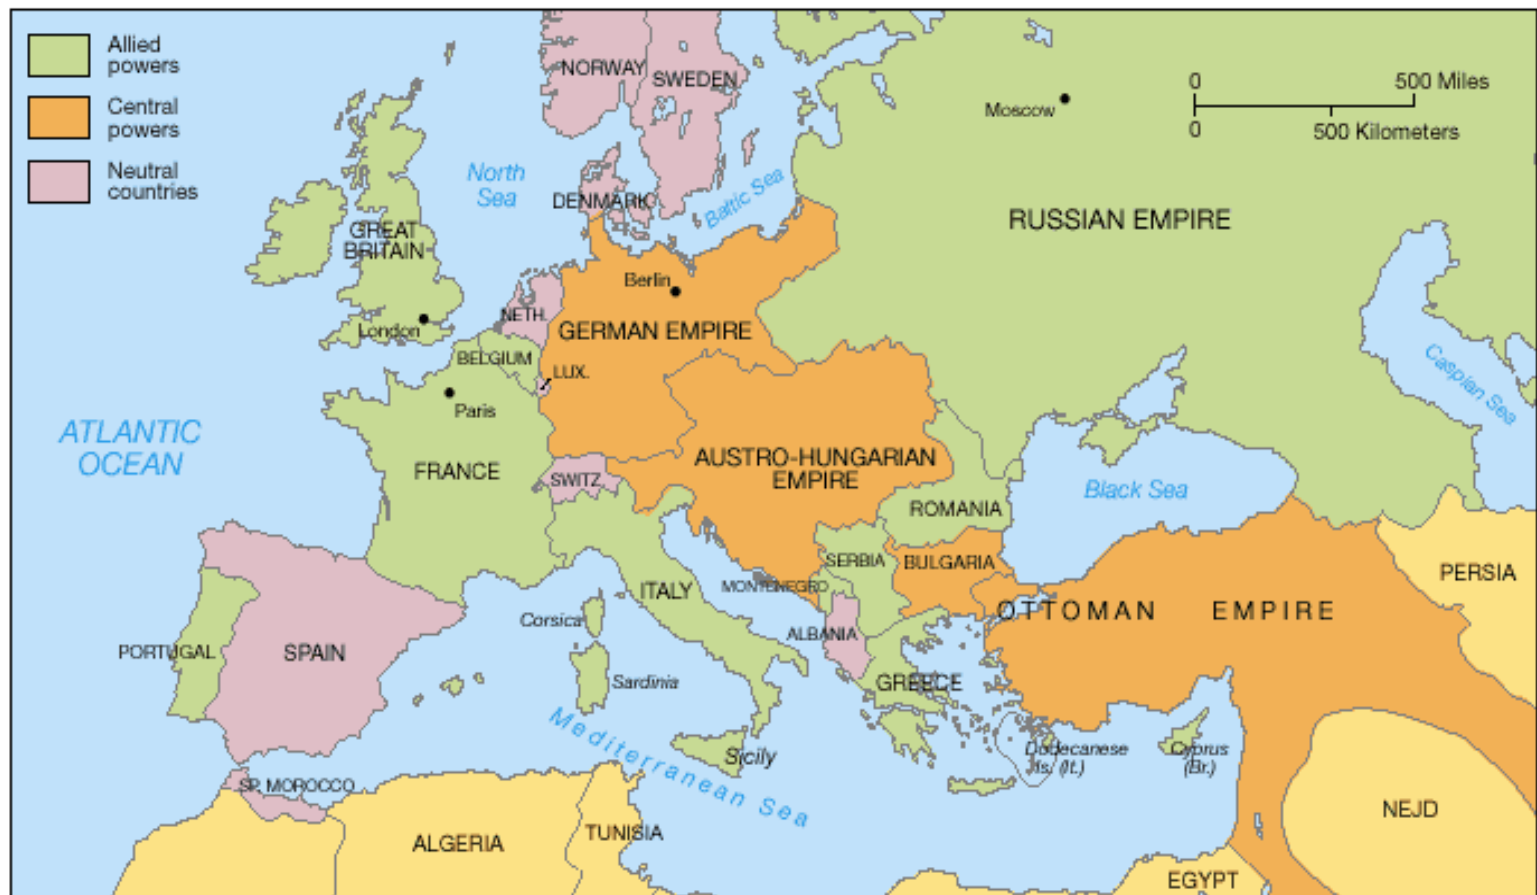 Allied
powers
Central
powers
Neutral
countries
0 500 Miles
0 500 Kilometers
NORWAY
SWEDEN
Moscow
North
Sea
DENMARK
Baltic Sea
RUSSIAN EMPIRE
GREAT
BRITAIN
London
NETH.
Berlin
GERMAN EMPIRE
BELGIUM
LUX.
Paris
Caspian Sea
ATLANTIC
OCEAN
FRANCE
SWITZ.
AUSTRO-HUNGARIAN
EMPIRE
ROMANIA
Black Sea
SERBIA
BULGARIA
MONTENEGRO
ITALY
PERSIA
OTTOMAN EMPIRE
Corsica
ALBANIA
PORTUGAL
SPAIN
Sardinia
GREECE
Mediterranean Sea
Sicily
Dodecanese
Is. (It.)
Cyprus
(Br.)
SP. MOROCCO
ALGERIA
TUNISIA
NEJD
EGYPT